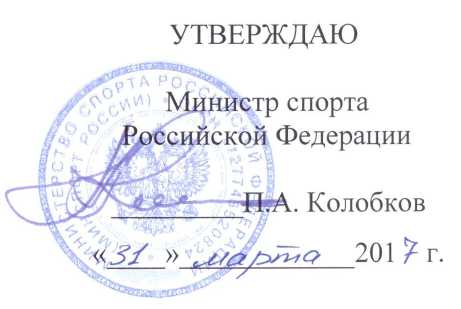 УТВЕРЖДАЮ
Министр спорта
Российской Федерации
П.А. Колобков
«31» марта 2017 г.